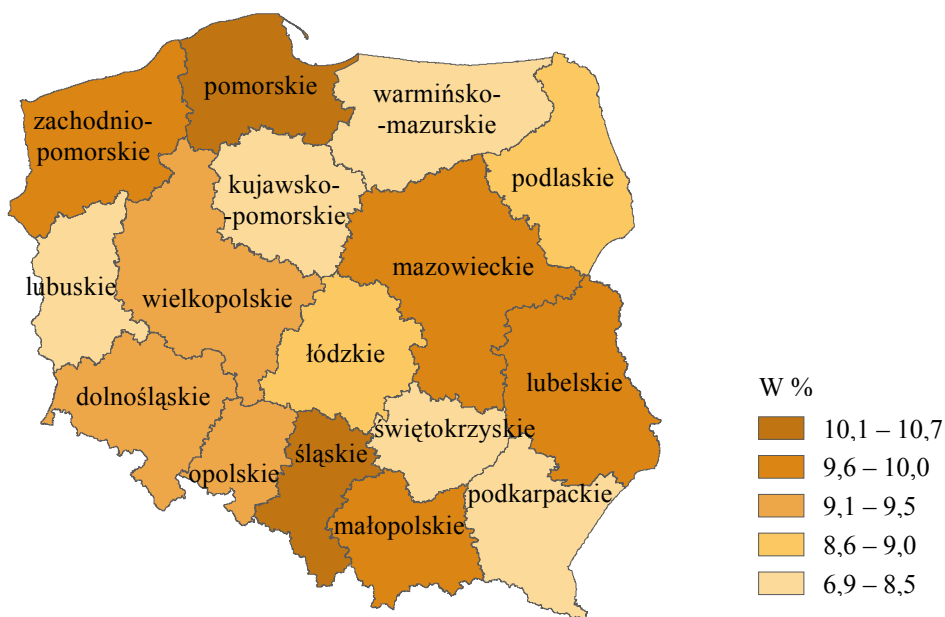 pomorskie
warmińsko-
-mazurskie
zachodnio-
pomorskie
podlaskie
kujawsko-
-pomorskie
mazowieckie
lubuskie
wielkopolskie
łódzkie
lubelskie
dolnośląskie
świętokrzyskie
śląskie
opolskie
podkarpackie
małopolskie
W %
10,1 – 10,7
9,6 – 10,0
9,1 – 9,5
8,6 – 9,0
6,9 – 8,5